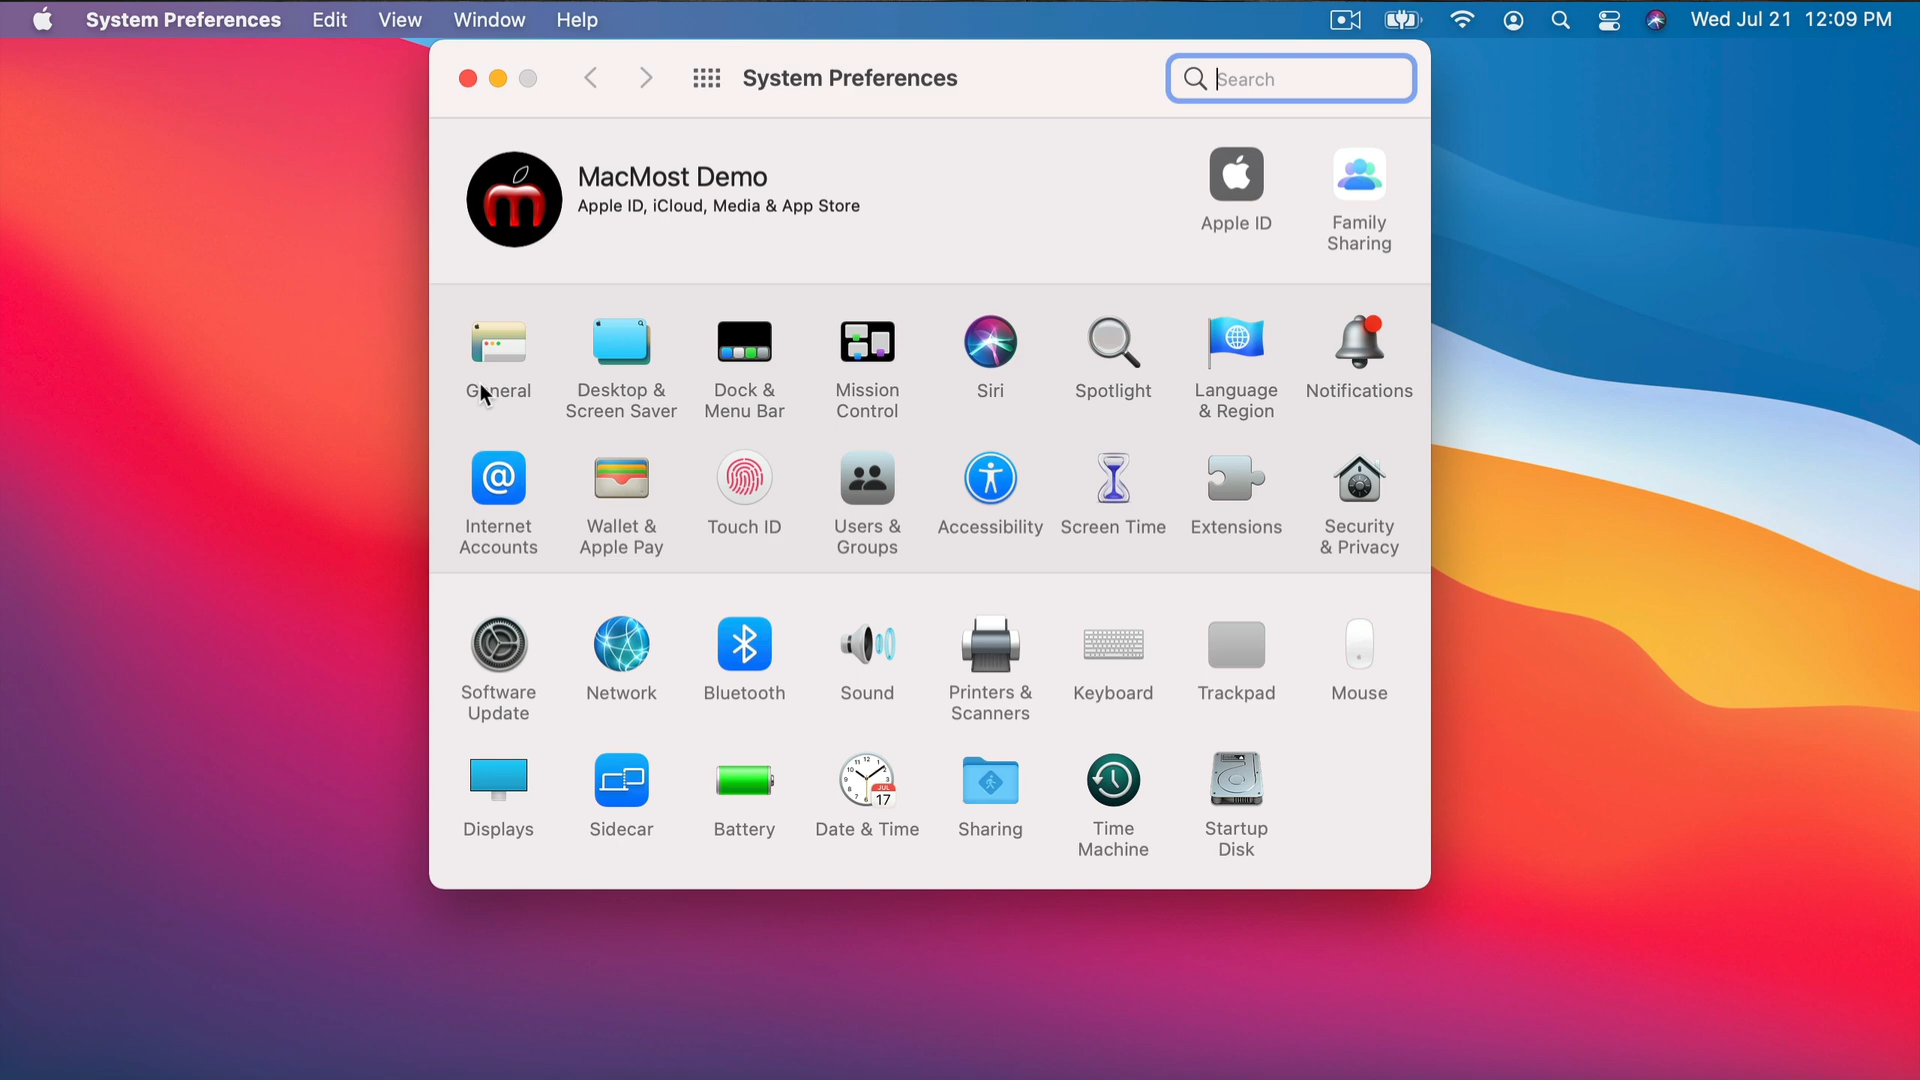 System Preferences Edit View Window Help Wed Jul 21 12:09 PM
System Preferences
Search
MacMost Demo
Apple ID, iCloud, Media & App Store
Apple ID
Family
Sharing
General
Desktop &
Screen Saver
Dock &
Menu Bar
Mission
Control
Siri
Spotlight
Language
& Region
Notifications
Internet
Accounts
Wallet &
Apple Pay
Touch ID
Users &
Groups
Accessibility
Screen Time
Extensions
Security
& Privacy
Software
Update
Network
Bluetooth
Sound
Printers &
Scanners
Keyboard
Trackpad
Mouse
Displays
Sidecar
Battery
JUL
17
Date & Time
Sharing
Time
Machine
Startup
Disk